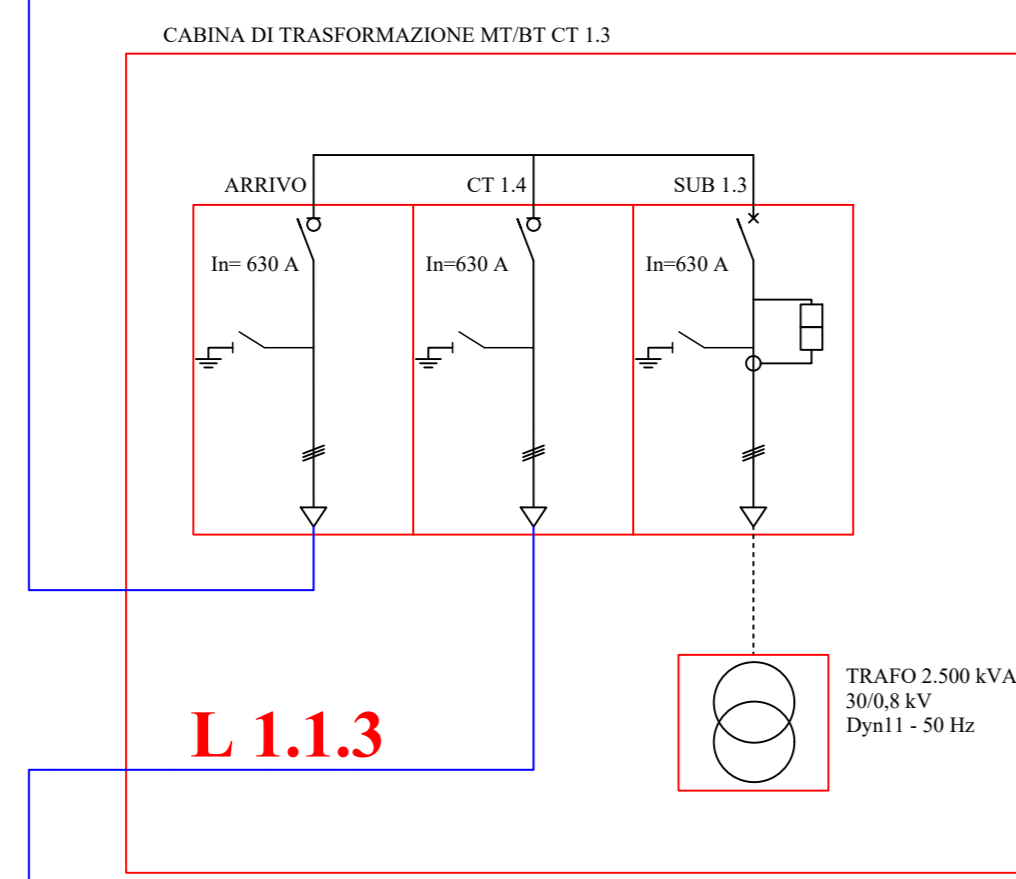 CABINA DI TRASFORMAZIONE MT/BT CT 1.3
ARRIVO
CT 1.4
SUB 1.3
In= 630 A
In=630 A
In=630 A
TRAFO 2.500 kVA
30/0,8 kV
Dyn11 - 50 Hz
L 1.1.3